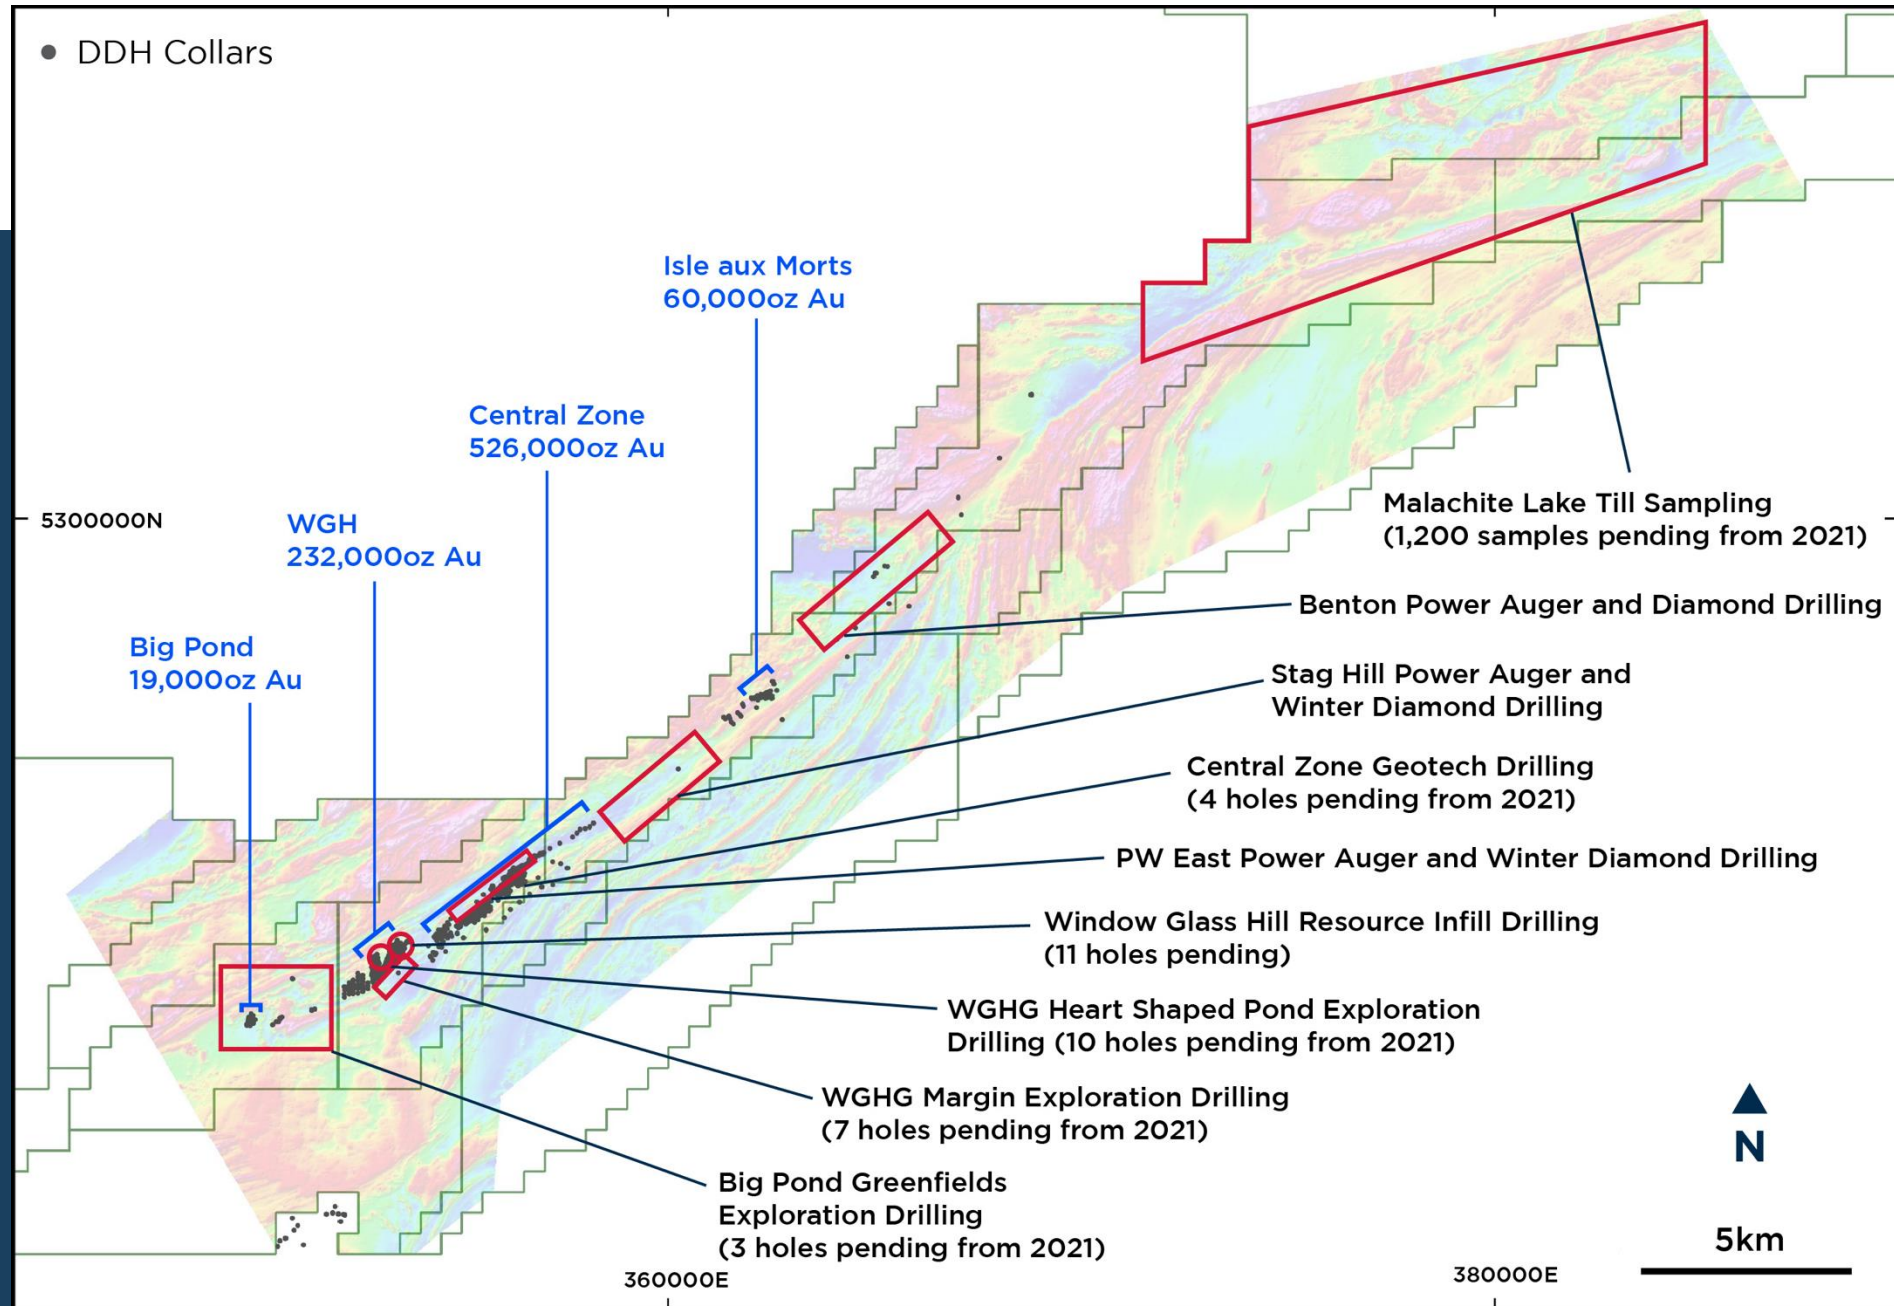 DDH Collars
Isle aux Morts
60,000oz Au
Central Zone
526,000oz Au
5300000N
WGH
232,000oz Au
Big Pond
19,000oz Au
Malachite Lake Till Sampling
(1,200 samples pending from 2021)
Benton Power Auger and Diamond Drilling
Stag Hill Power Auger and
Winter Diamond Drilling
Central Zone Geotech Drilling
(4 holes pending from 2021)
PW East Power Auger and Winter Diamond Drilling
Window Glass Hill Resource Infill Drilling
(11 holes pending)
WGHG Heart Shaped Pond Exploration
Drilling (10 holes pending from 2021)
WGHG Margin Exploration Drilling
(7 holes pending from 2021)
Big Pond Greenfields
Exploration Drilling
(3 holes pending from 2021)
N
5km
360000E
380000E